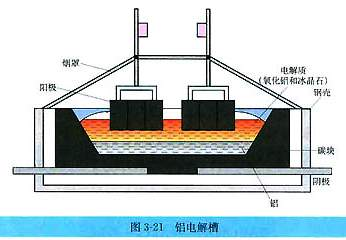 烟罩
阳极
电解质
(氧化铝和冰晶石)
钢壳
碳块
阴极
铝
图 3-21 铝电解槽